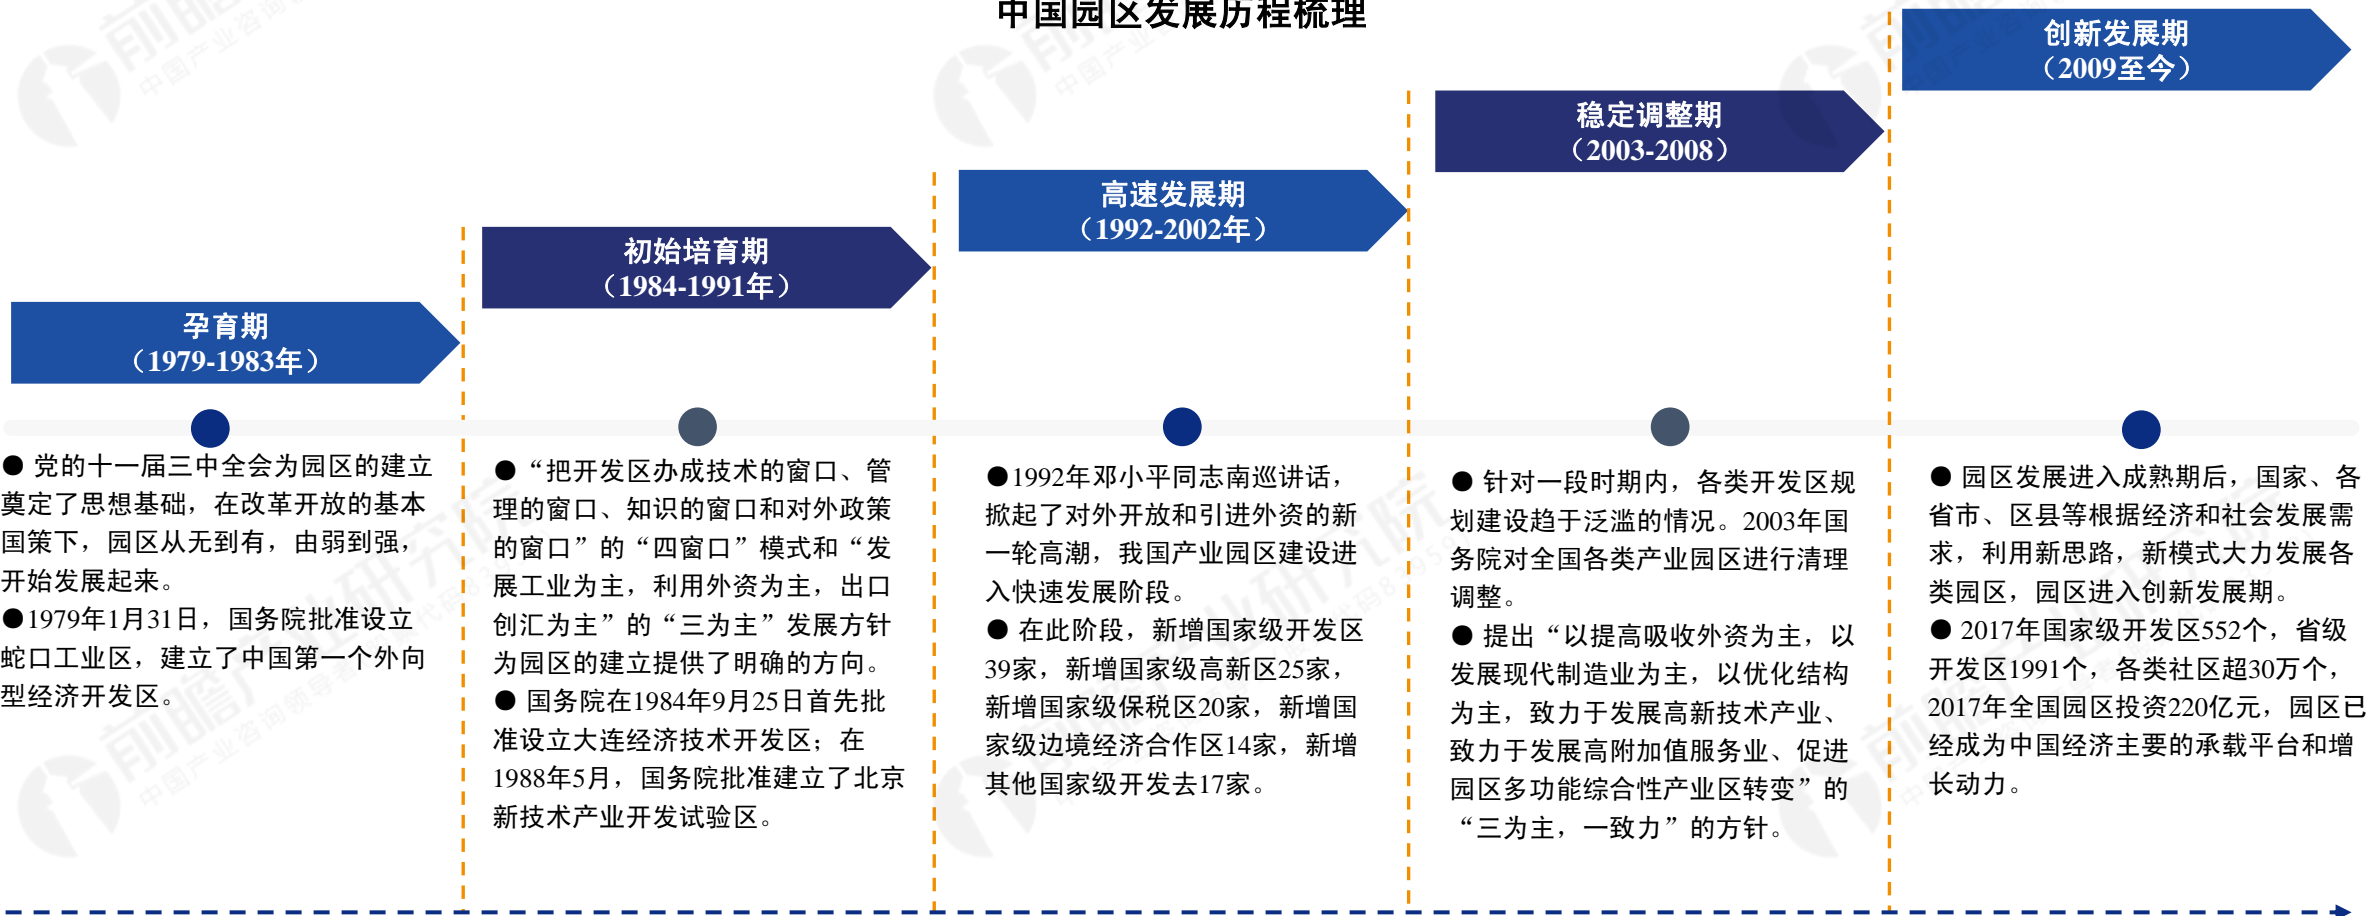 中国园区发展历程梳理
孕育期
（1979-1983年）
● 党的十一届三中全会为园区的建立
奠定了思想基础，在改革开放的基本
国策下，园区从无到有，由弱到强，
开始发展起来。
●1979年1月31日，国务院批准设立
蛇口工业区，建立了中国第一个外向
型经济开发区。
初始培育期
（1984-1991年）
● “把开发区办成技术的窗口、管
理的窗口、知识的窗口和对外政策
的窗口”的“四窗口”模式和“发
展工业为主，利用外资为主，出口
创汇为主”的“三为主”发展方针
为园区的建立提供了明确的方向。
● 国务院在1984年9月25日首先批
准设立大连经济技术开发区；在
1988年5月，国务院批准建立了北京
新技术产业开发试验区。
高速发展期
（1992-2002年）
●1992年邓小平同志南巡讲话，
掀起了对外开放和引进外资的新
一轮高潮，我国产业园区建设进
入快速发展阶段。
● 在此阶段，新增国家级开发区
39家，新增国家级高新区25家，
新增国家级保税区20家，新增国
家级边境经济合作区14家，新增
其他国家级开发去17家。
稳定调整期
（2003-2008）
● 针对一段时期内，各类开发区规
划建设趋于泛滥的情况。2003年国
务院对全国各类产业园区进行清理
调整。
● 提出“以提高吸收外资为主，以
发展现代制造业为主，以优化结构
为主，致力于发展高新技术产业、
致力于发展高附加值服务业、促进
园区多功能综合性产业区转变”的
“三为主，一致力”的方针。
创新发展期
（2009至今）
● 园区发展进入成熟期后，国家、各
省市、区县等根据经济和社会发展需
求，利用新思路，新模式大力发展各
类园区，园区进入创新发展期。
● 2017年国家级开发区552个，省级
开发区1991个，各类社区超30万个，
2017年全国园区投资220亿元，园区已
经成为中国经济主要的承载平台和增
长动力。
前瞻产业研究院
中国产业咨询领导者